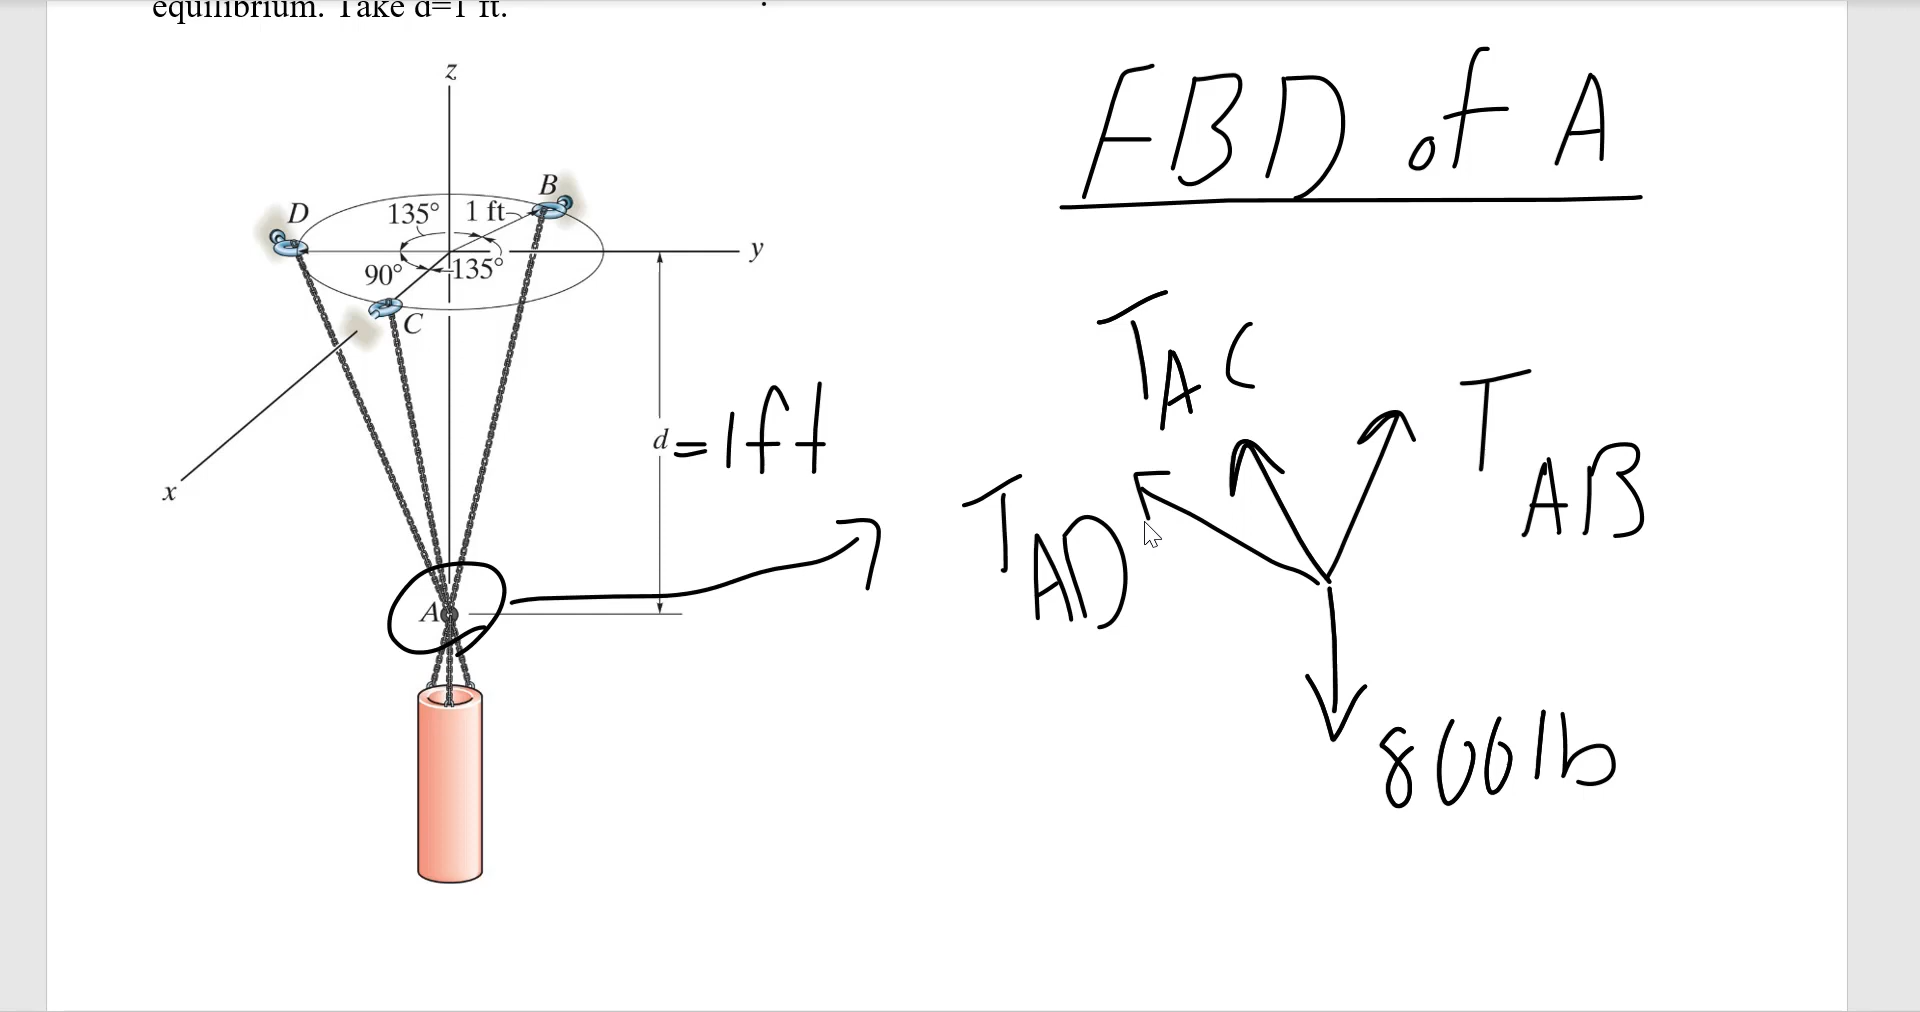 equilibrium. Take d=1 ft.
FBD of A
z
B
D
135°
1 ft
y
90°
135°
C
TAC
x
d
=1ft
TAB
TAD
A
800lb